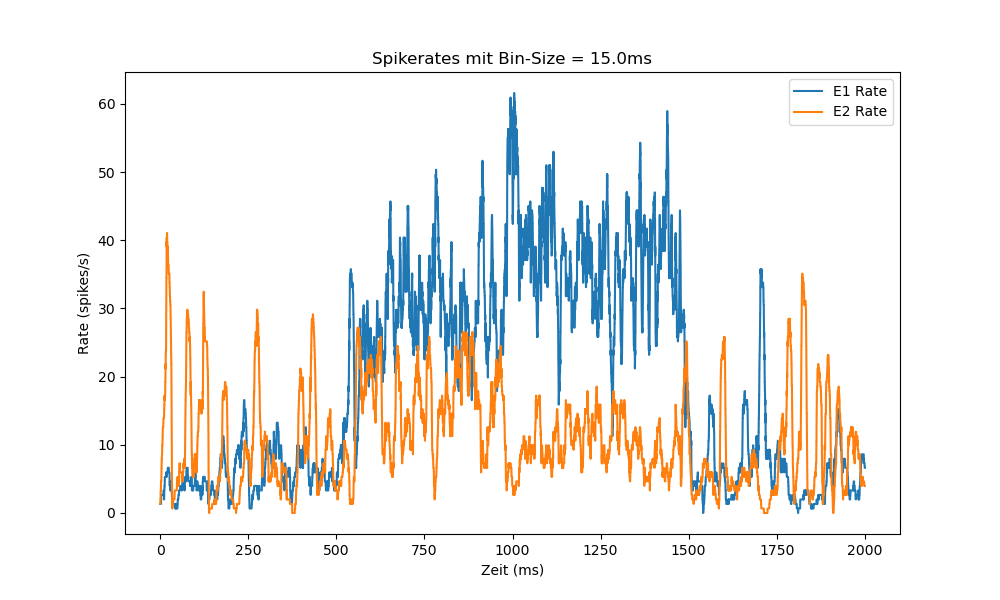 Spikerates mit Bin-Size = 15.0ms
E1 Rate
E2 Rate
Rate (spikes/s)
60
50
40
30
20
10
0
0 250 500 750 1000 1250 1500 1750 2000
Zeit (ms)